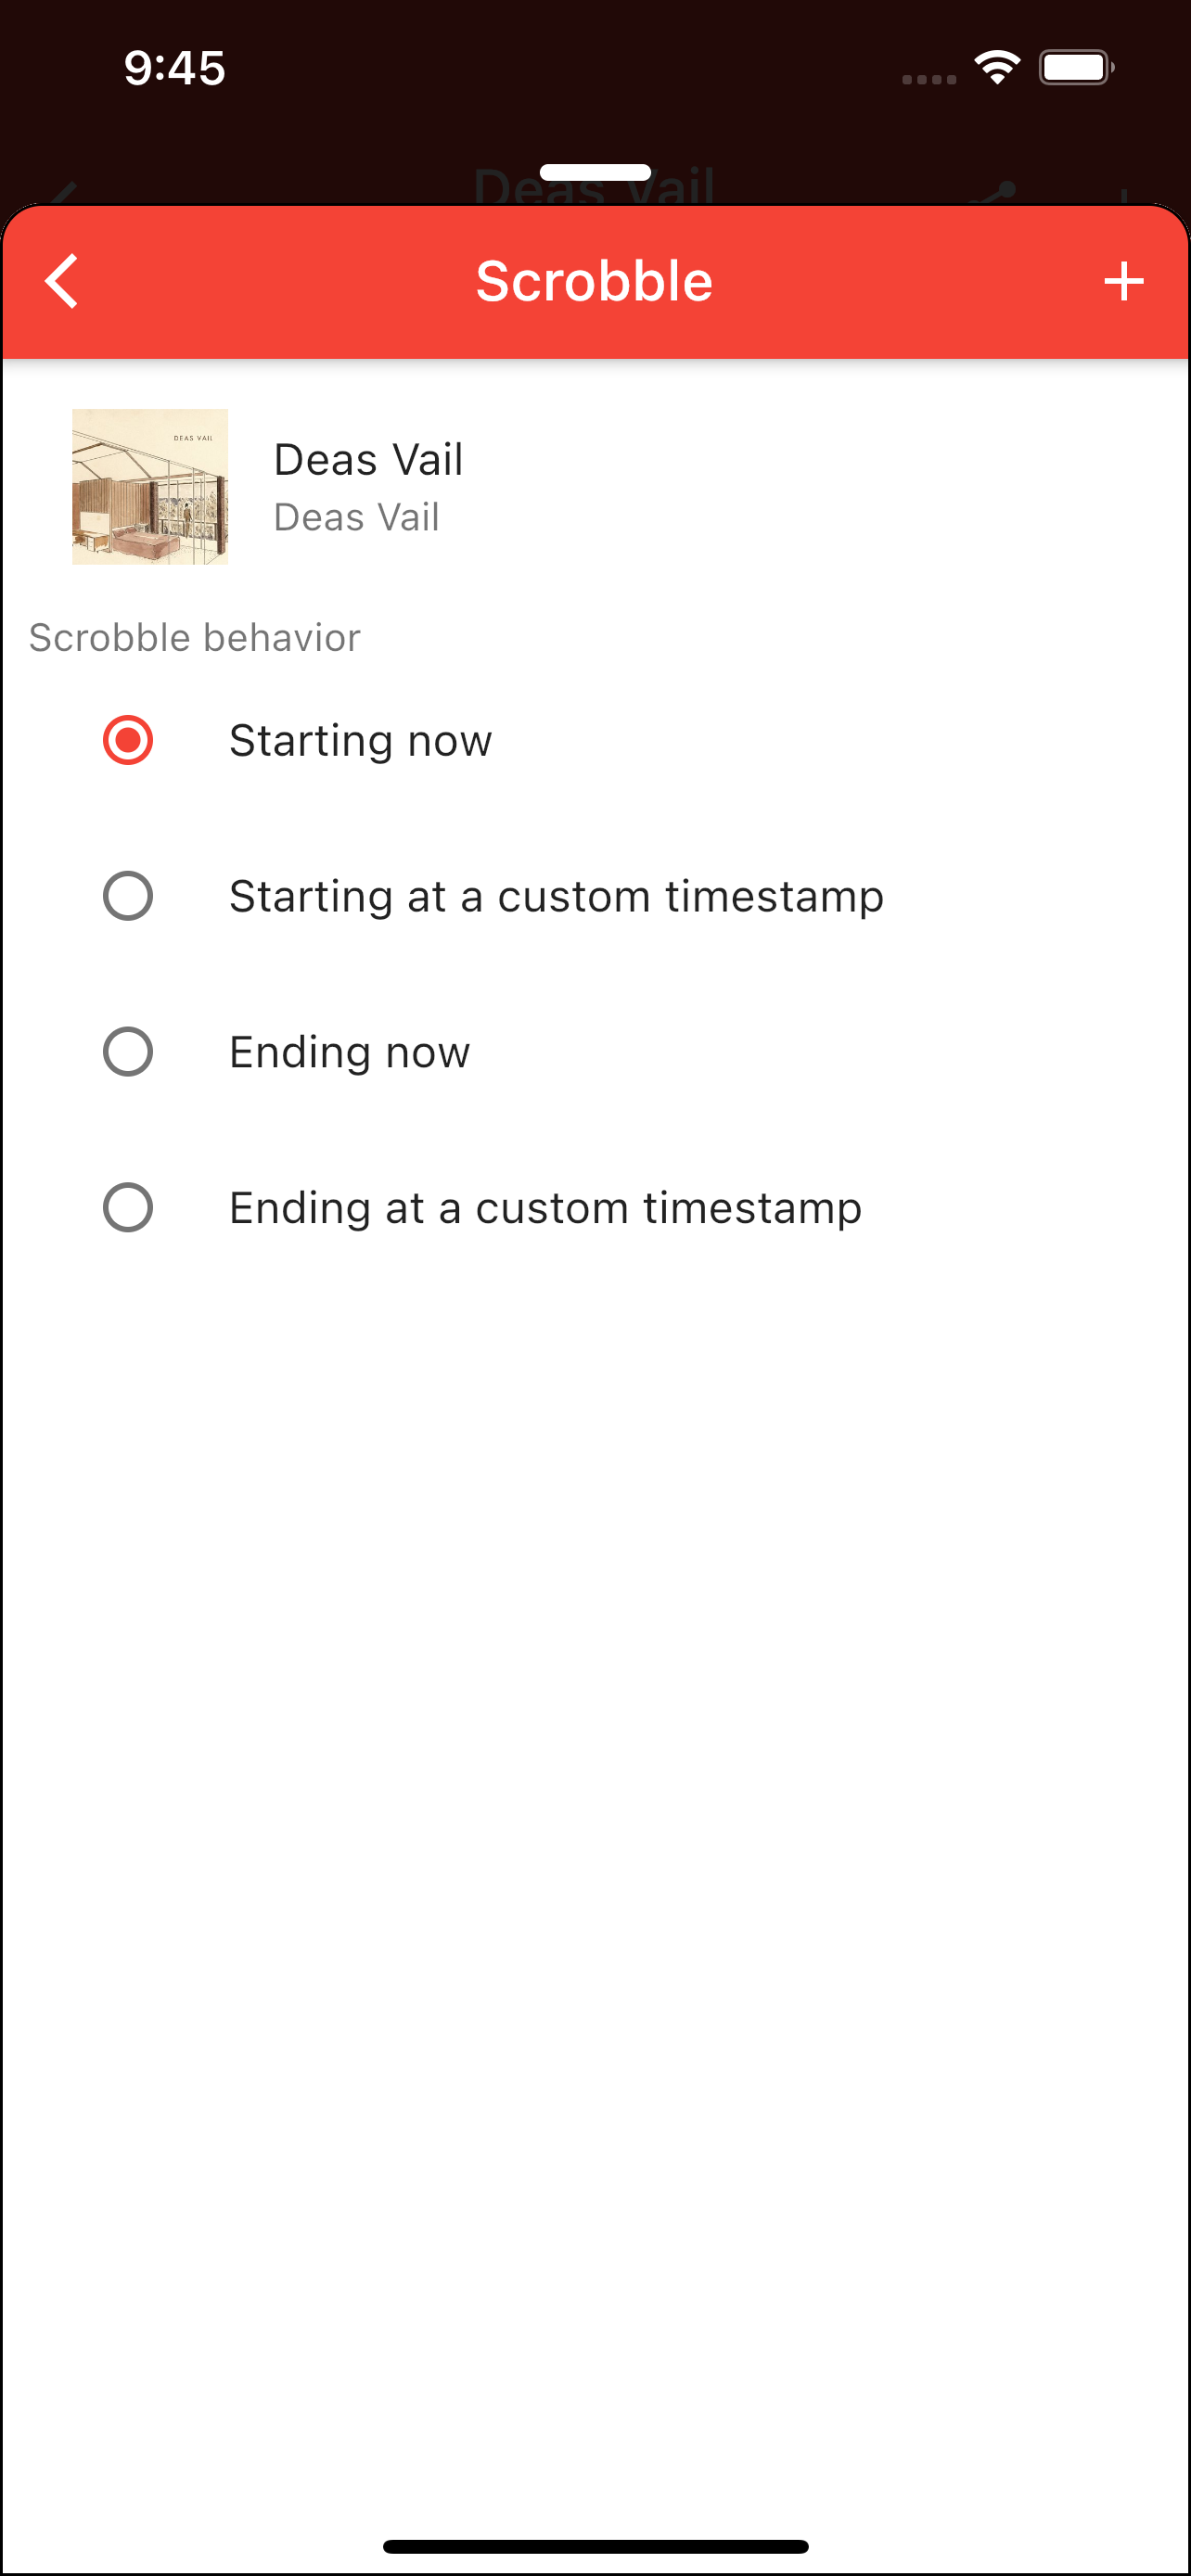 9:45
Deas Vail
Scrobble
DEAS VAIL
Deas Vail
Deas Vail
Scrobble behavior
Starting now
Starting at a custom timestamp
Ending now
Ending at a custom timestamp